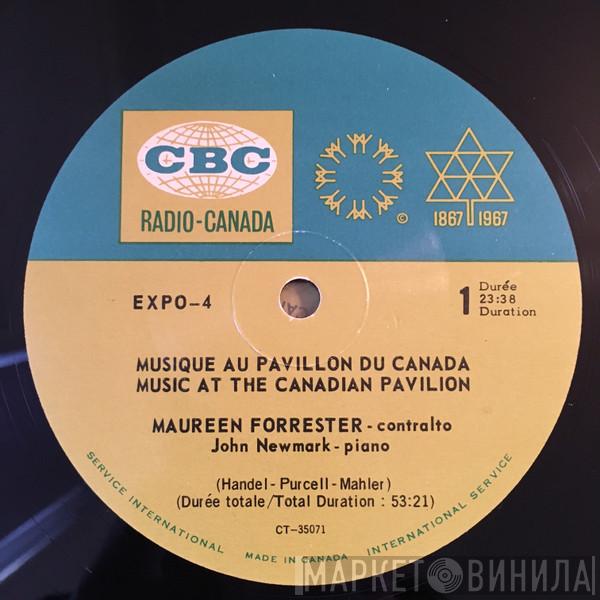 CBC
RADIO-CANADA
©
1867 1967
EXPO-4
1
Durée
23:38
Duration
MUSIQUE AU PAVILLON DU CANADA
MUSIC AT THE CANADIAN PAVILION
MAUREEN FORRESTER - contralto
John Newmark - piano
(Handel - Purcell - Mahler)
(Durée totale/Total Duration : 53:21)
CT-35071
SERVICE INTERNATIONAL
MADE IN CANADA
INTERNATIONAL SERVICE
МАРКЕТ ВИНИЛА